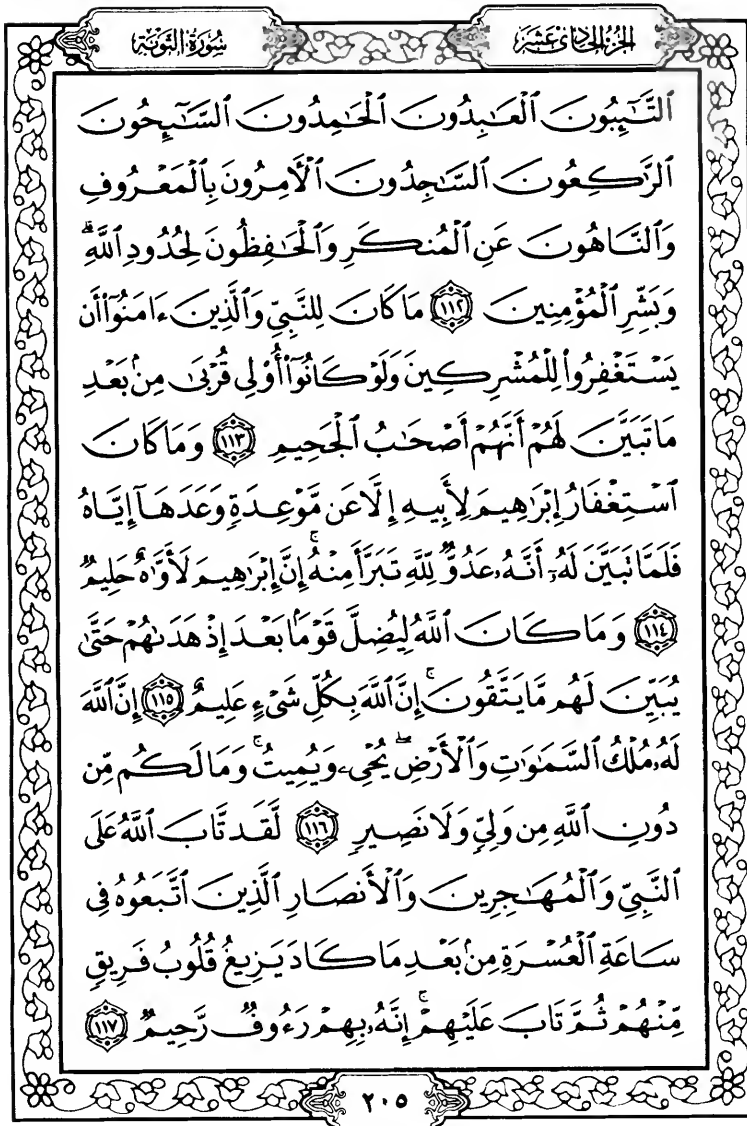 الجزء الحادي عشر
سورة التوبة
ٱلتَّٰٓئِبُونَ ٱلْعَٰبِدُونَ ٱلْحَٰمِدُونَ ٱلسَّٰٓئِحُونَ
ٱلرَّٰكِعُونَ ٱلسَّٰجِدُونَ ٱلْءَامِرُونَ بِٱلْمَعْرُوفِ
وَٱلنَّاهُونَ عَنِ ٱلْمُنكَرِ وَٱلْحَٰفِظُونَ لِحُدُودِ ٱللَّهِۗ
وَبَشِّرِ ٱلْمُؤْمِنِينَ ١١٢ مَا كَانَ لِلنَّبِيِّ وَٱلَّذِينَ ءَامَنُوٓا۟ أَن
يَسْتَغْفِرُوا۟ لِلْمُشْرِكِينَ وَلَوْ كَانُوٓا۟ أُو۟لِى قُرْبَىٰ مِنۢ بَعْدِ
مَا تَبَيَّنَ لَهُمْ أَنَّهُمْ أَصْحَٰبُ ٱلْجَحِيمِ ١١٣ وَمَا كَانَ
ٱسْتِغْفَارُ إِبْرَٰهِيمَ لِأَبِيهِ إِلَّا عَن مَّوْعِدَةٍ وَعَدَهَآ إِيَّاهُ
فَلَمَّا تَبَيَّنَ لَهُۥٓ أَنَّهُۥ عَدُوٌّ لِّلَّهِ تَبَرَّأَ مِنْهُۚ إِنَّ إِبْرَٰهِيمَ لَأَوَّٰهٌ حَلِيمٌ
١١٤ وَمَا كَانَ ٱللَّهُ لِيُضِلَّ قَوْمًۢا بَعْدَ إِذْ هَدَىٰهُمْ حَتَّىٰ
يُبَيِّنَ لَهُم مَّا يَتَّقُونَۚ إِنَّ ٱللَّهَ بِكُلِّ شَىْءٍ عَلِيمٌ ١١٥ إِنَّ ٱللَّهَ
لَهُۥ مُلْكُ ٱلسَّمَٰوَٰتِ وَٱلْأَرْضِۖ يُحْىِۦ وَيُمِيتُۚ وَمَا لَكُم مِّن
دُونِ ٱللَّهِ مِن وَلِىٍّ وَلَا نَصِيرٍ ١١٦ لَّقَد تَّابَ ٱللَّهُ عَلَى
ٱلنَّبِىِّ وَٱلْمُهَٰجِرِينَ وَٱلْأَنصَارِ ٱلَّذِينَ ٱتَّبَعُوهُ فِى
سَاعَةِ ٱلْعُسْرَةِ مِنۢ بَعْدِ مَا كَادَ يَزِيغُ قُلُوبُ فَرِيقٍ
مِّنْهُمْ ثُمَّ تَابَ عَلَيْهِمْۚ إِنَّهُۥ بِهِمْ رَءُوفٌ رَّحِيمٌ ١١٧
٢٠٥